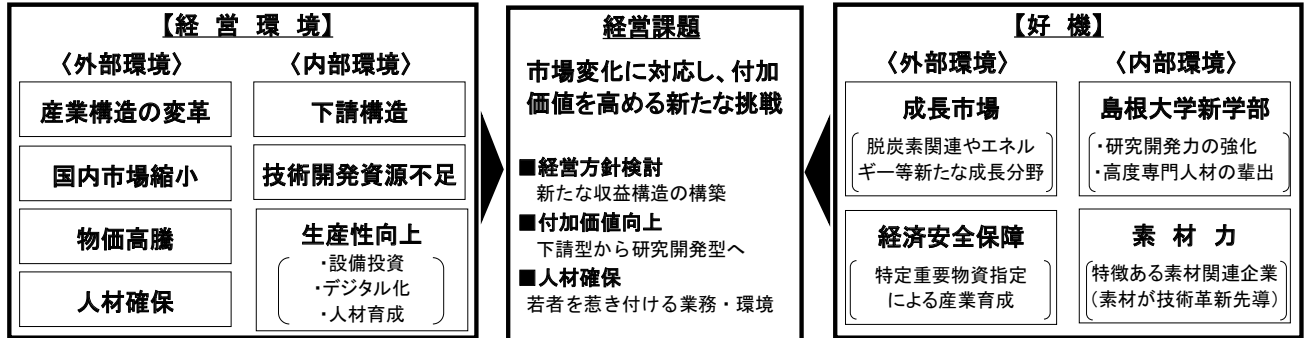 【経 営 環 境】
〈外部環境〉
産業構造の変革
国内市場縮小
物価高騰
人材確保
〈内部環境〉
下請構造
技術開発資源不足
生産性向上
・設備投資
・デジタル化
・人材育成
経営課題
市場変化に対応し、付加
価値を高める新たな挑戦
■経営方針検討
新たな収益構造の構築
■付加価値向上
下請型から研究開発型へ
■人材確保
若者を惹き付ける業務・環境
【好 機】
〈外部環境〉
成長市場
脱炭素関連やエネル
ギー等新たな成長分野
経済安全保障
特定重要物資指定
による産業育成
〈内部環境〉
島根大学新学部
・研究開発力の強化
・高度専門人材の輩出
素 材 力
特徴ある素材関連企業
(素材が技術革新先導)